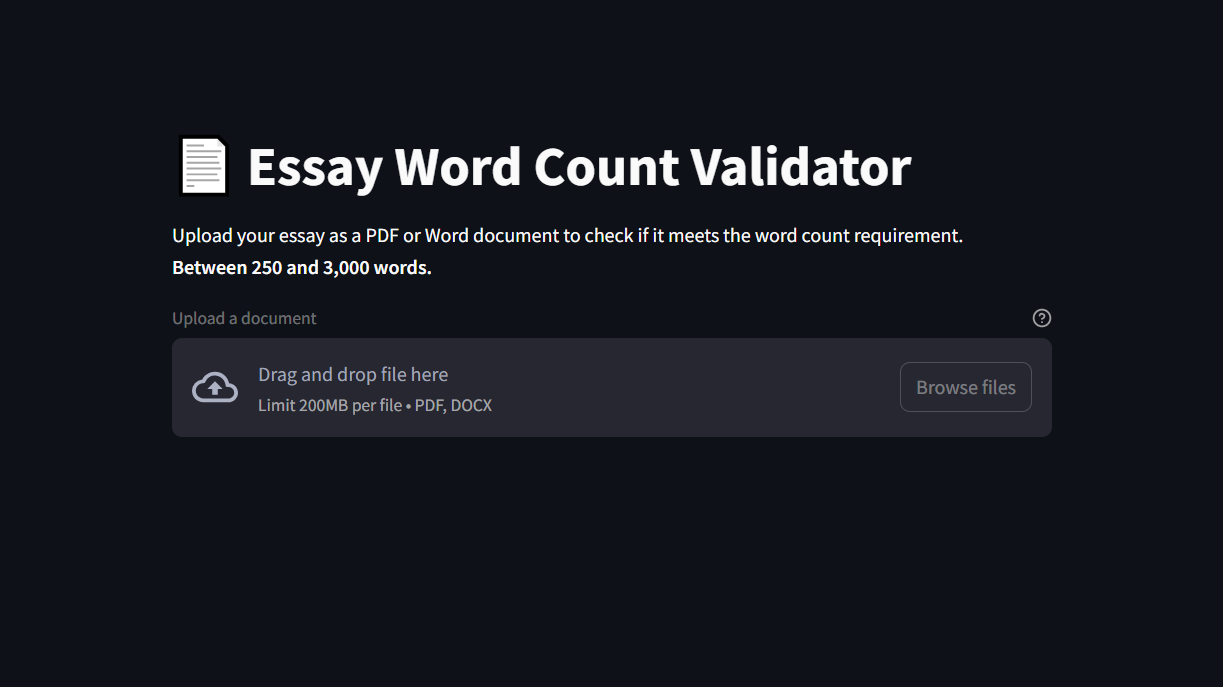 Essay Word Count Validator
Upload your essay as a PDF or Word document to check if it meets the word count requirement.
Between 250 and 3,000 words.
Upload a document
Drag and drop file here
Limit 200MB per file • PDF, DOCX
Browse files